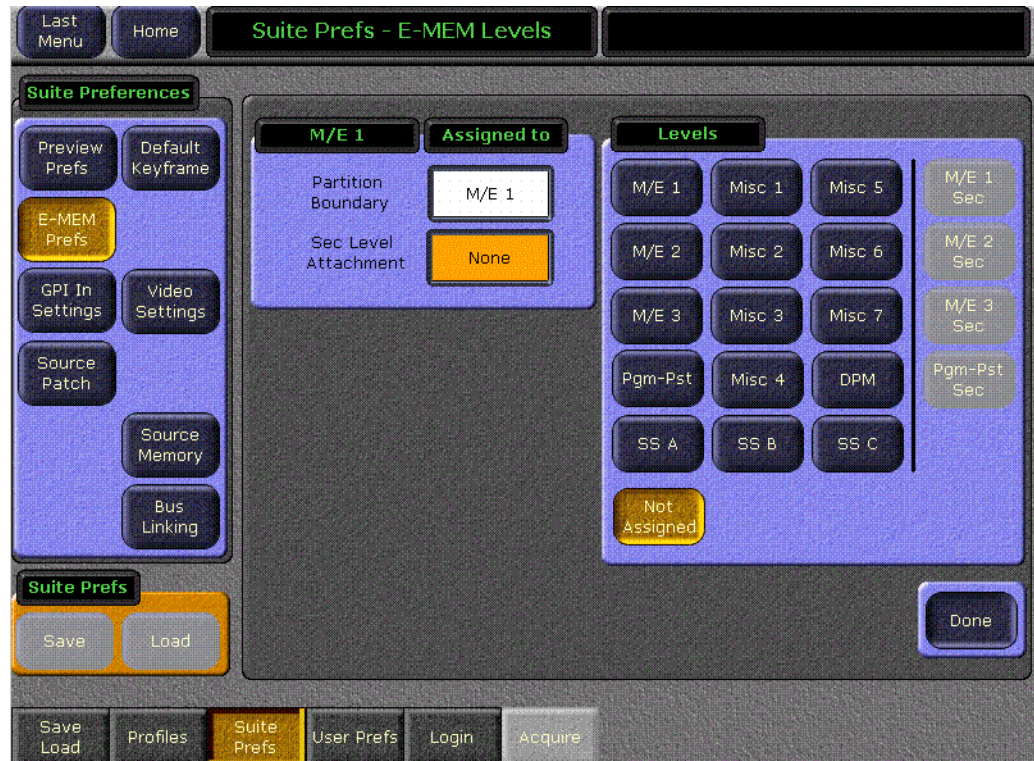 Last
Menu
Home
Suite Prefs - E-MEM Levels
Suite Preferences
Preview
Prefs
Default
Keyframe
E-MEM
Prefs
GPI In
Settings
Video
Settings
Source
Patch
Source
Memory
Bus
Linking
Suite Prefs
Save
Load
M/E 1
Assigned to
Partition
Boundary
M/E 1
Sec Level
Attachment
None
Levels
M/E 1
Misc 1
Misc 5
M/E 1
Sec
M/E 2
Misc 2
Misc 6
M/E 2
Sec
M/E 3
Misc 3
Misc 7
M/E 3
Sec
Pgm-Pst
Misc 4
DPM
Pgm-Pst
Sec
SS A
SS B
SS C
Not
Assigned
Done
Save
Load
Profiles
Suite
Prefs
User Prefs
Login
Acquire